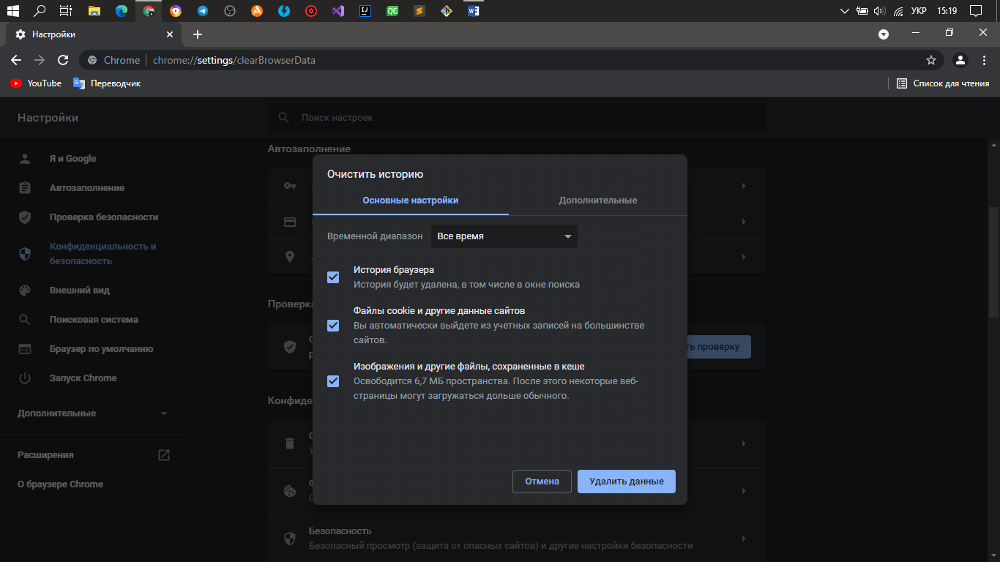 УКР
15:19
Настройки
Chrome
chrome://settings/clearBrowserData
YouTube
Переводчик
Список для чтения
Настройки
Поиск настроек
Я и Google
Автозаполнение
Проверка безопасности
Конфиденциальность и
безопасность
Внешний вид
Поисковая система
Браузер по умолчанию
Запуск Chrome
Дополнительные
Расширения
О браузере Chrome
Автозаполнение
Очистить историю
Основные настройки
Дополнительные
Временной диапазон
Все время
История браузера
История будет удалена, в том числе в окне поиска
Файлы cookie и другие данные сайтов
Вы автоматически выйдете из учетных записей на большинстве
сайтов.
Изображения и другие файлы, сохраненные в кеше
Освободится 6,7 МБ пространства. После этого некоторые веб-
страницы могут загружаться дольше обычного.
Отмена
Удалить данные
проверку
Безопасность
Безопасный просмотр (защита от опасных сайтов) и другие настройки безопасности